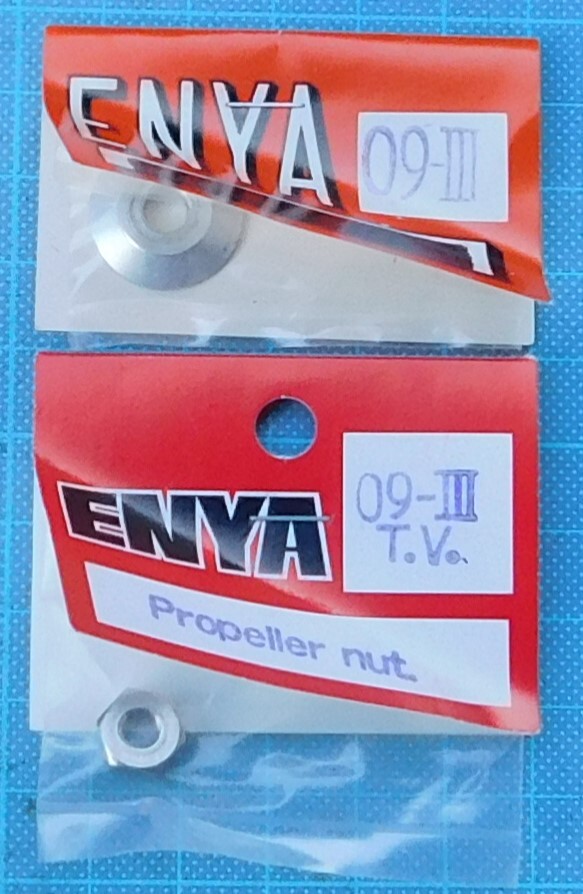 ENYA
09-III
ENYA
09-III
T.V.
Propeller nut.